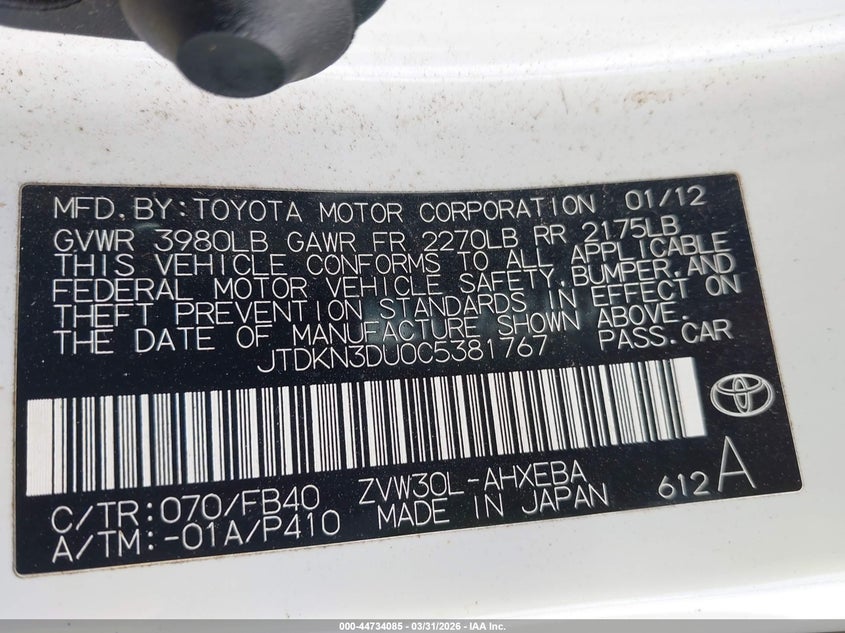 MFD.BY:TOYOTA MOTOR CORPORATION 01/12
GVWR 3980LB GAWR FR 2270LB RR 2175LB
THIS VEHICLE CONFORMS TO ALL APPLICABLE
FEDERAL MOTOR VEHICLE SAFETY,BUMPER,AND
THEFT PREVENTION STANDARDS IN EFFECT ON
THE DATE OF MANUFACTURE SHOWN ABOVE.
JTDKN3DU0C5381767 PASS.CAR
C/TR:070/FB40 ZVW30L-AHXEBA 612 A
A/TM:-01A/P410 MADE IN JAPAN
000-44734085 - 03/31/2026 - IAA Inc.